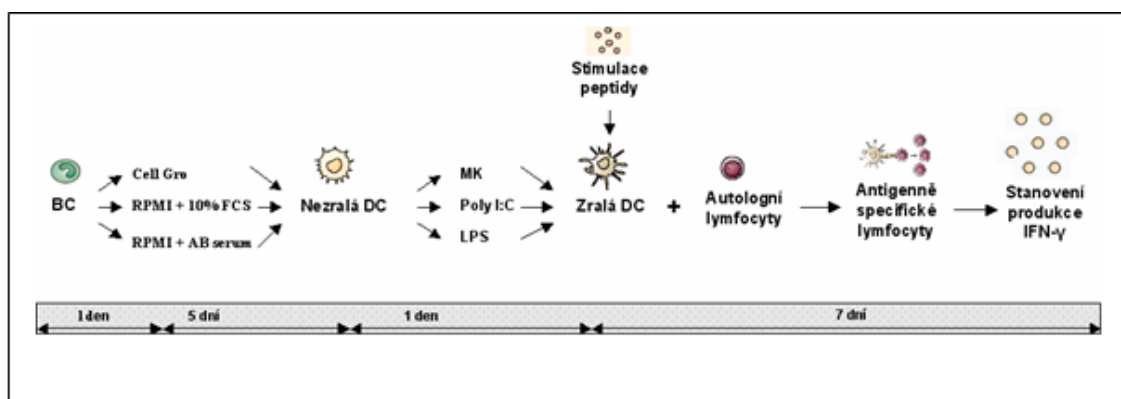 Stimulace
peptidy
BC
Cell Gro
RPMI + 10% FCS
RPMI + AB serum
Nezralá DC
MK
Poly I:C
LPS
Zralá DC
+
Autologní
lymfocyty
Antigenně
specifické
lymfocyty
Stanovení
produkce
IFN-γ
1 den
5 dní
1 den
7 dní